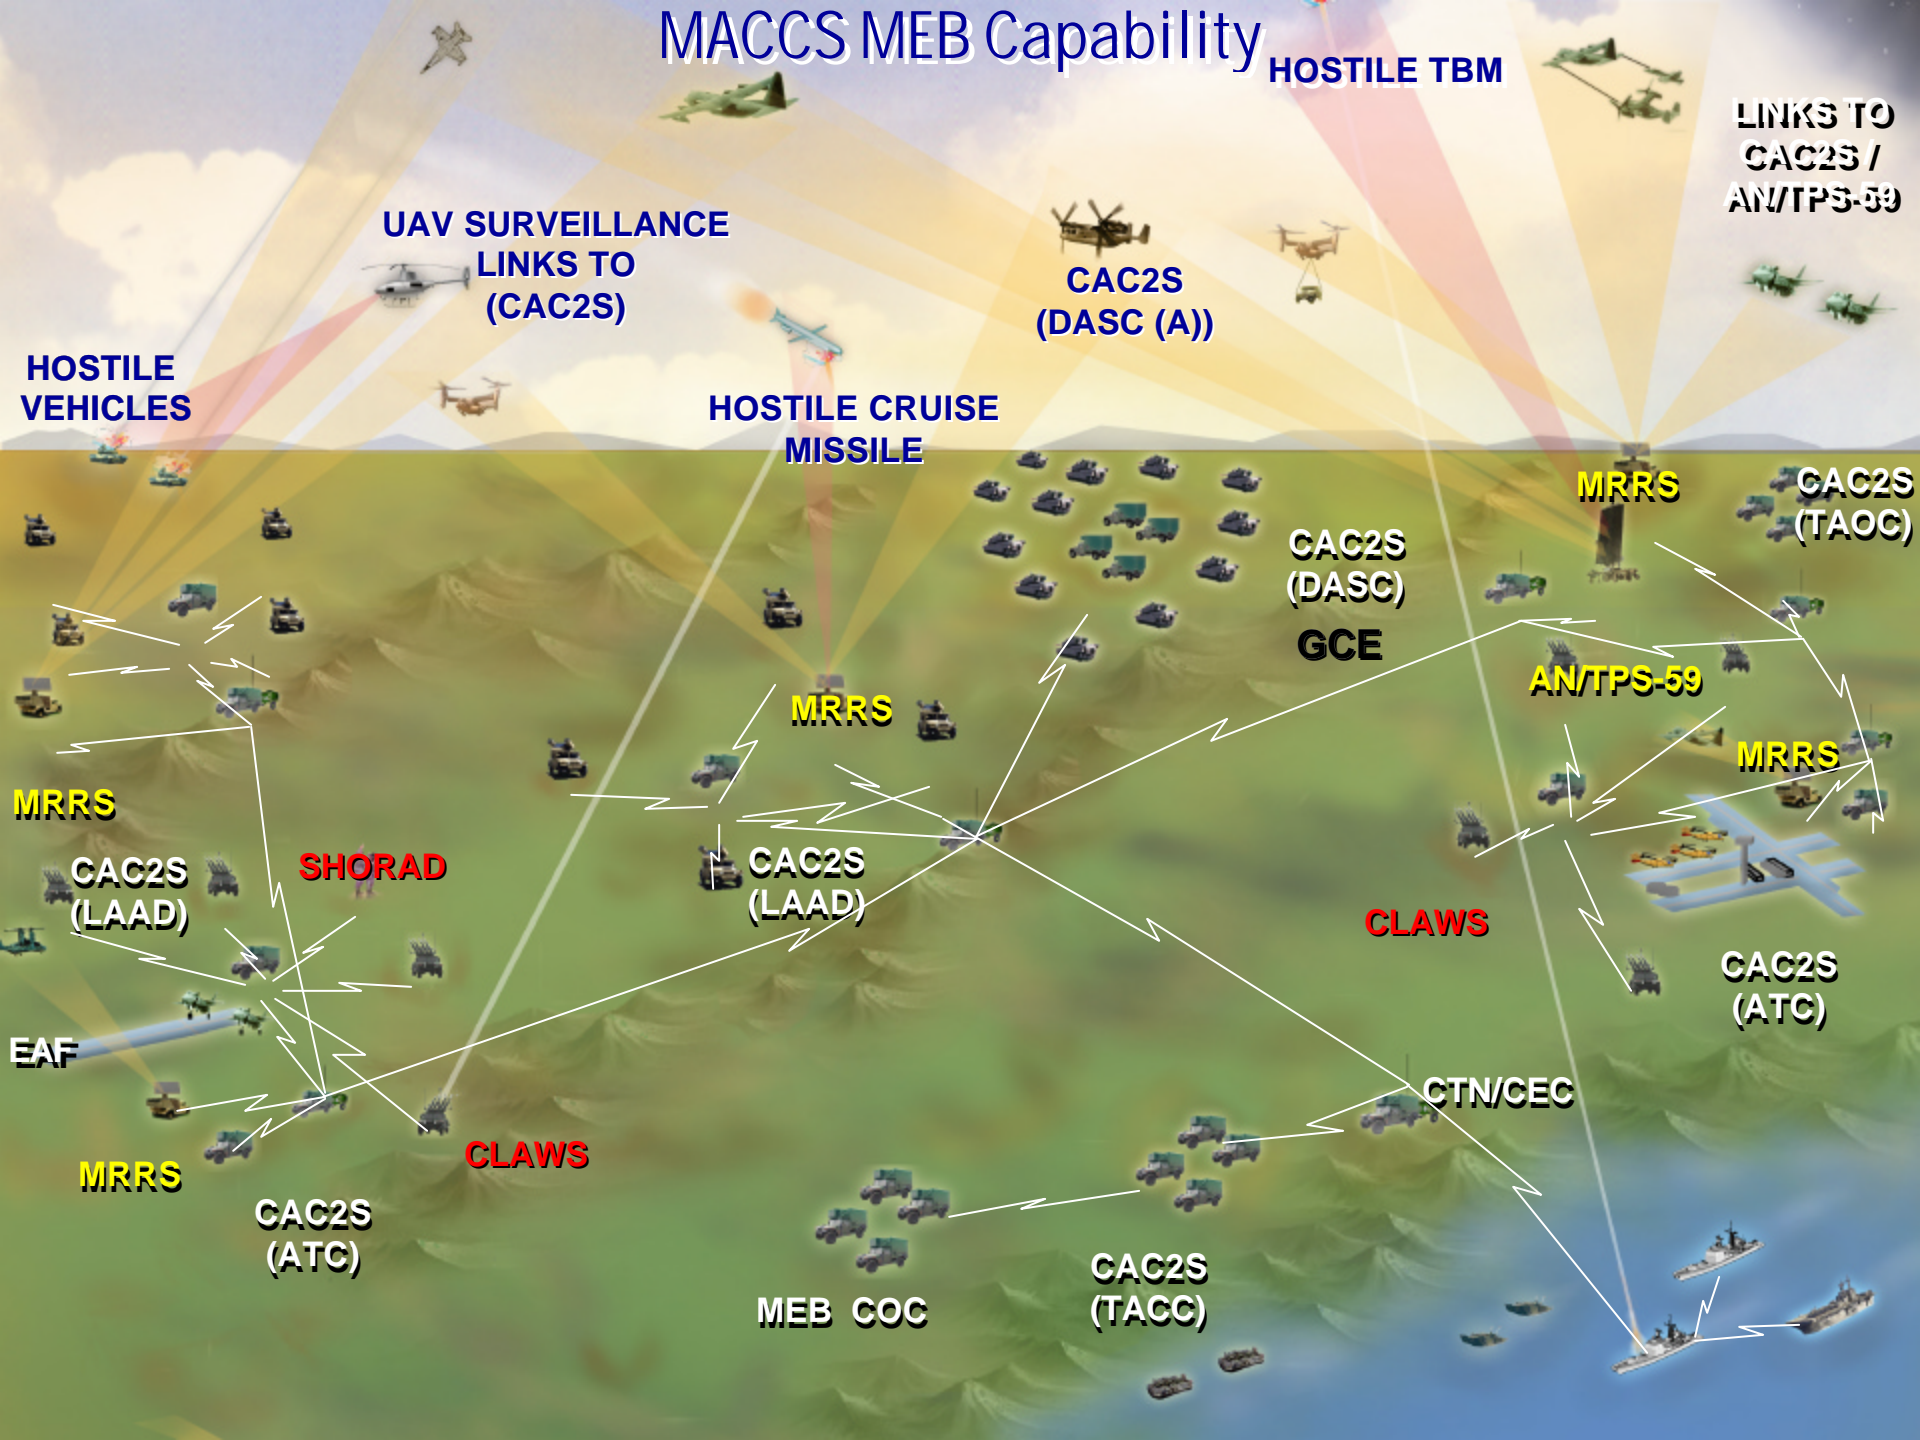 MACCS MEB Capability
HOSTILE TBM
LINKS TO
CAC2S /
AN/TPS-59
UAV SURVEILLANCE
LINKS TO
(CAC2S)
CAC2S
(DASC (A))
HOSTILE
VEHICLES
HOSTILE CRUISE
MISSILE
MRRS
CAC2S
(TAOC)
CAC2S
(DASC)
GCE
AN/TPS-59
MRRS
MRRS
MRRS
CAC2S
(LAAD)
SHORAD
CAC2S
(LAAD)
CLAWS
CAC2S
(ATC)
EAF
CTN/CEC
CLAWS
MRRS
CAC2S
(ATC)
CAC2S
(TACC)
MEB COC